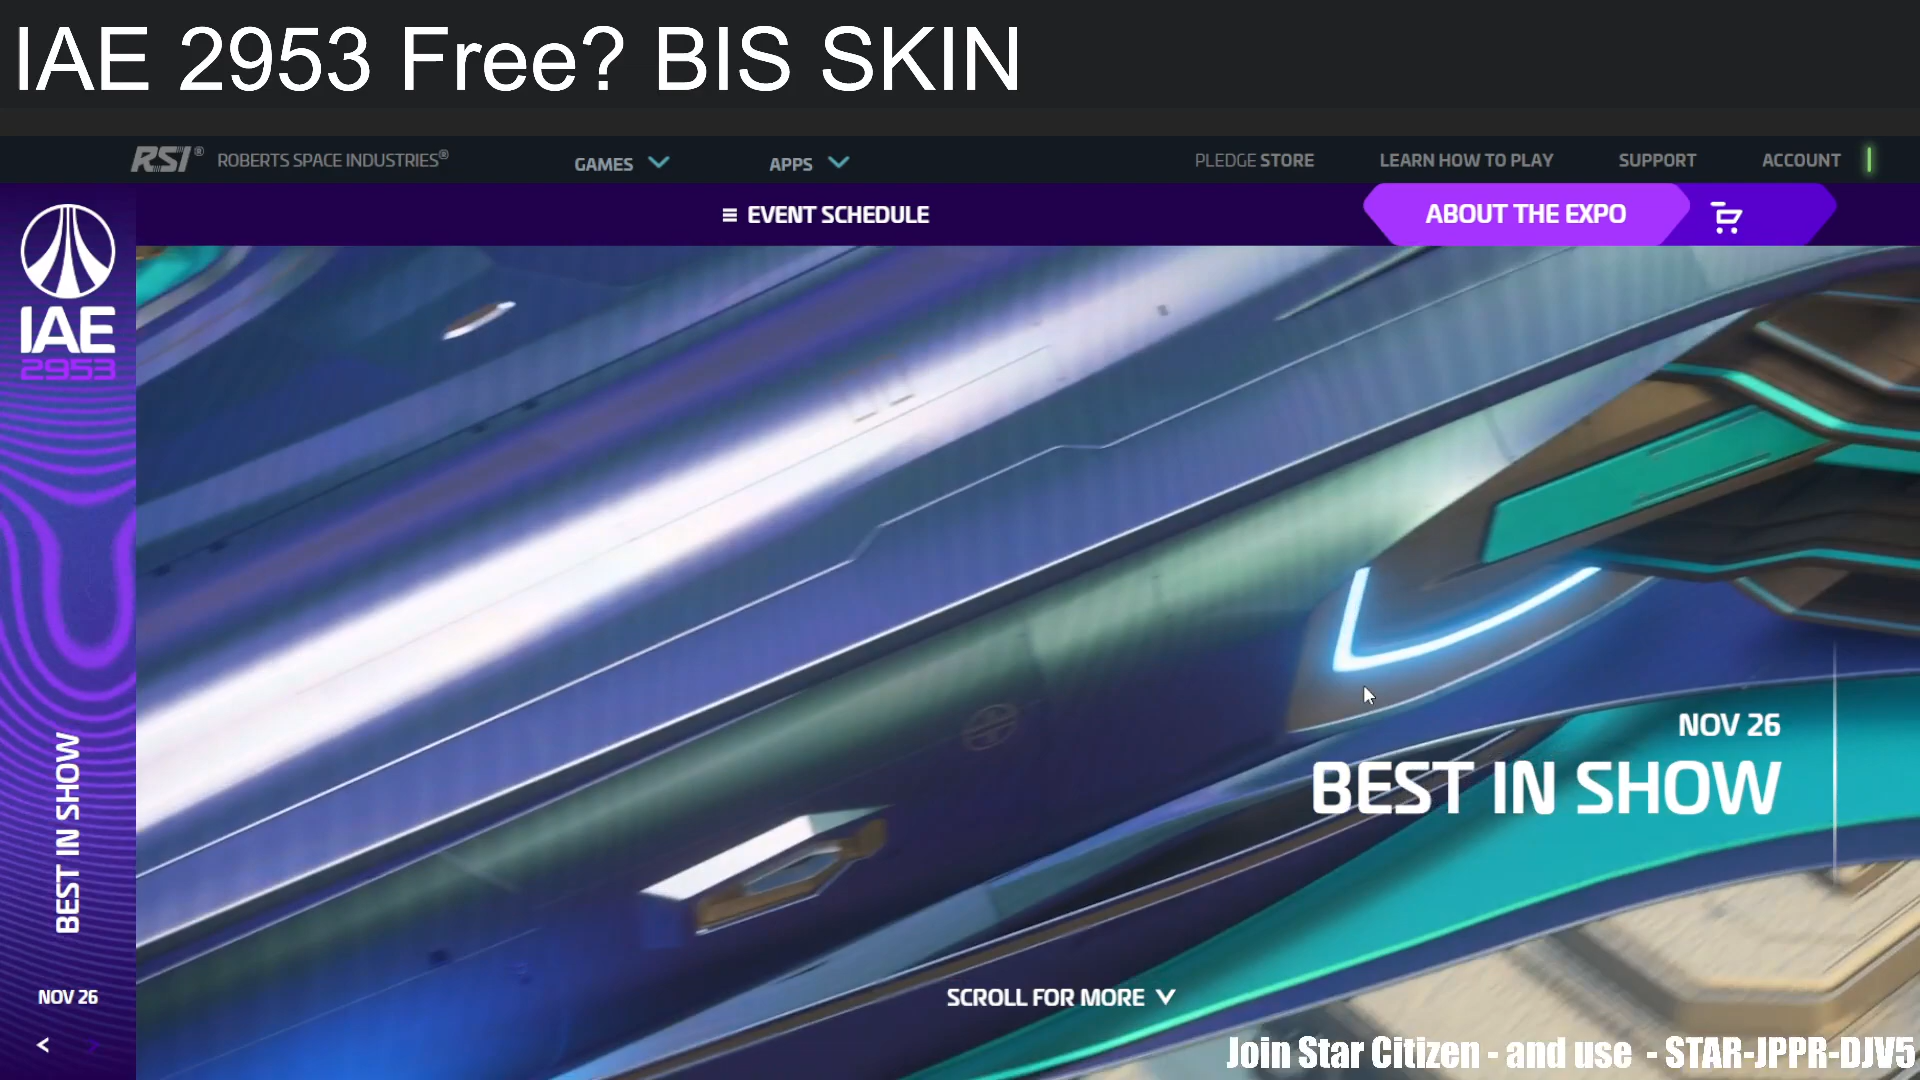 IAE 2953 Free? BIS SKIN
RSI® ROBERTS SPACE INDUSTRIES® GAMES APPS PLEDGE STORE LEARN HOW TO PLAY SUPPORT ACCOUNT
EVENT SCHEDULE ABOUT THE EXPO
IAE
2953
BEST IN SHOW
NOV 26
NOV 26
BEST IN SHOW
SCROLL FOR MORE
Join Star Citizen - and use - STAR-JPPR-DJV5